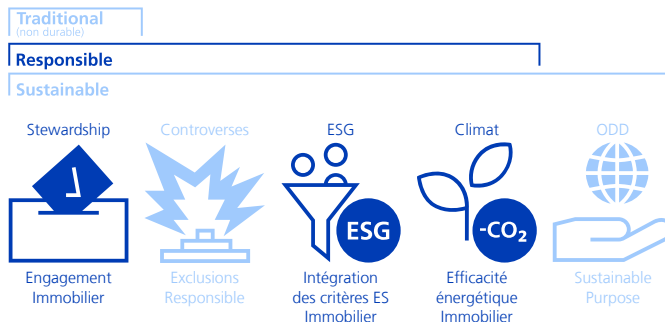 Traditional
(non durable)
Responsible
Sustainable
Stewardship
Controverses
ESG
Climat
ODD
ESG
-CO₂
Engagement
Immobilier
Exclusions
Responsible
Intégration
des critères ES
Immobilier
Efficacité
énergétique
Immobilier
Sustainable
Purpose